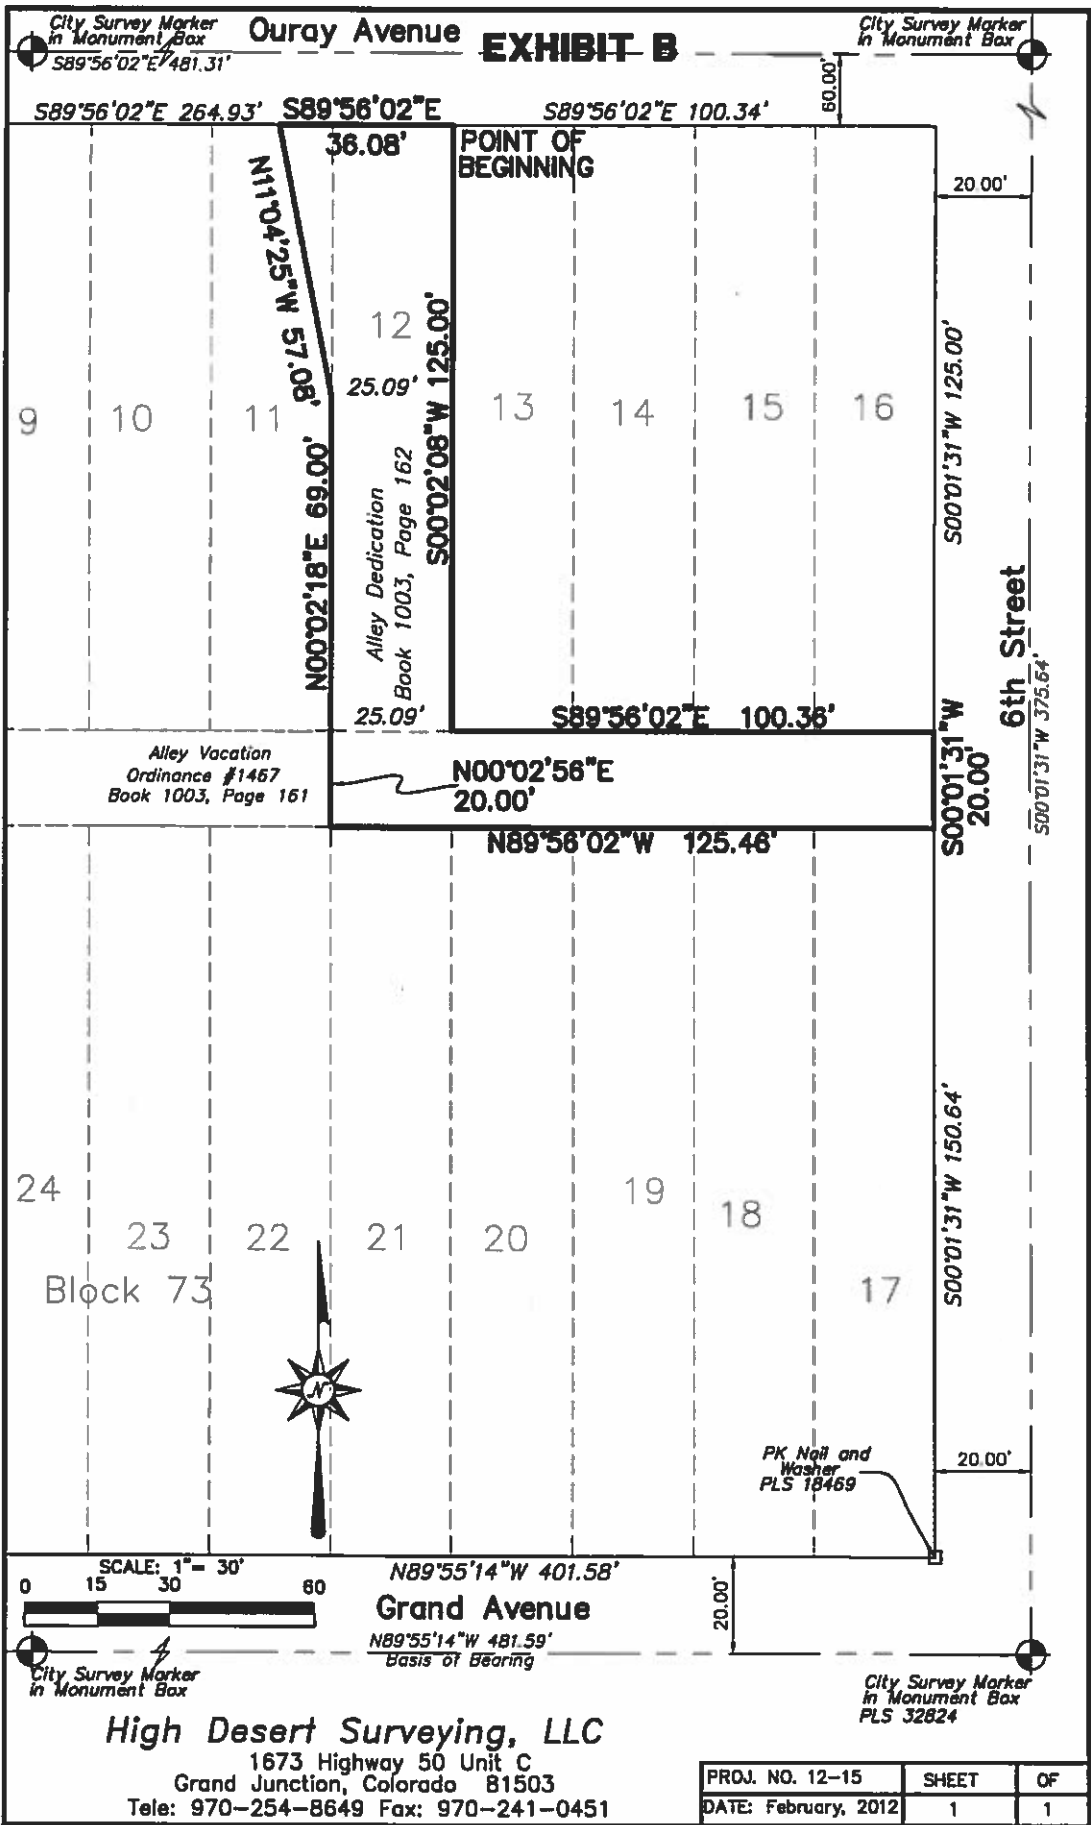 City Survey Marker
in Monument Box
S89°56'02"E 481.31'
Ouray Avenue
EXHIBIT B
City Survey Marker
in Monument Box
60.00'
S89°56'02"E 264.93'
S89°56'02"E
36.08'
S89°56'02"E 100.34'
POINT OF
BEGINNING
20.00'
N11°04'25"W 57.08'
12
25.09'
S00°02'08"W 125.00'
S00°01'31"W 125.00'
9
10
11
13
14
15
16
N00°02'18"E 69.00'
Alley Dedication
Book 1003, Page 162
25.09'
6th Street
S00°01'31"W 375.64'
S89°56'02"E 100.36'
Alley Vacation
Ordinance #1467
Book 1003, Page 161
N00°02'56"E
20.00'
S00°01'31"W
20.00'
N89°56'02"W 125.46'
S00°01'31"W 150.64'
24
23
22
21
20
19
18
17
Block 73
N
PK Nail and
Washer
PLS 18469
20.00'
SCALE: 1"= 30'
0 15 30 60
N89°55'14"W 401.58'
Grand Avenue
20.00'
N89°55'14"W 481.59'
Basis of Bearing
City Survey Marker
in Monument Box
City Survey Marker
in Monument Box
PLS 32824
High Desert Surveying, LLC
1673 Highway 50 Unit C
Grand Junction, Colorado 81503
Tele: 970-254-8649 Fax: 970-241-0451
PROJ. NO. 12-15 SHEET OF
DATE: February, 2012 1 1